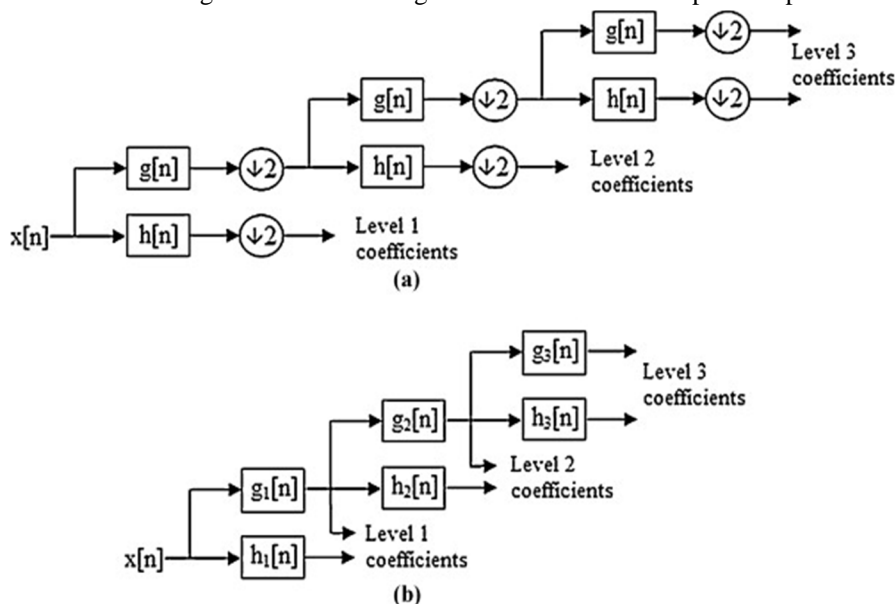 g[n] ↓2 Level 3
coefficients
g[n] ↓2 h[n] ↓2
g[n] ↓2 h[n] ↓2 Level 2
coefficients
x[n] h[n] ↓2 Level 1
coefficients
(a)
g₃[n] Level 3
coefficients
g₂[n] h₃[n]
g₁[n] h₂[n] Level 2
coefficients
x[n] h₁[n] Level 1
coefficients
(b)